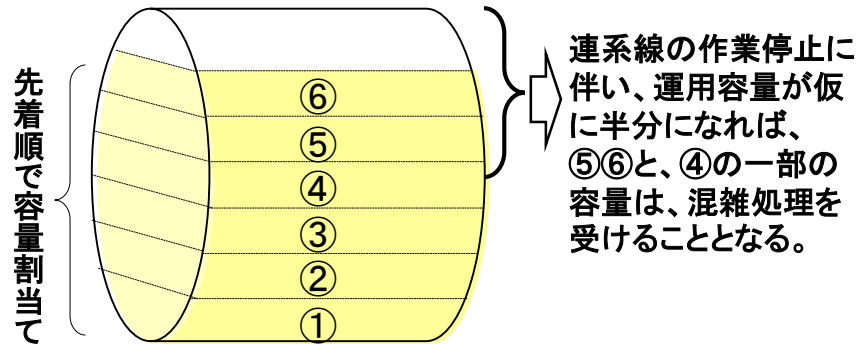 先着順で容量割当て
⑥
⑤
④
③
②
①
連系線の作業停止に
伴い、運用容量が仮
に半分になれば、
⑤⑥と、④の一部の
容量は、混雑処理を
受けることとなる。